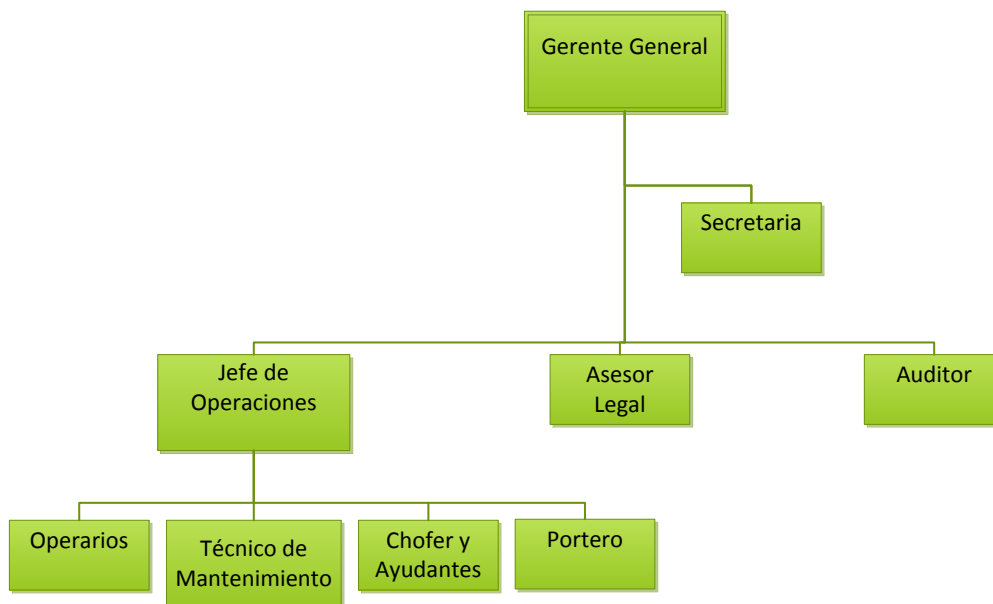 Gerente General
Secretaria
Jefe de
Operaciones
Asesor
Legal
Auditor
Operarios
Técnico de
Mantenimiento
Chofer y
Ayudantes
Portero